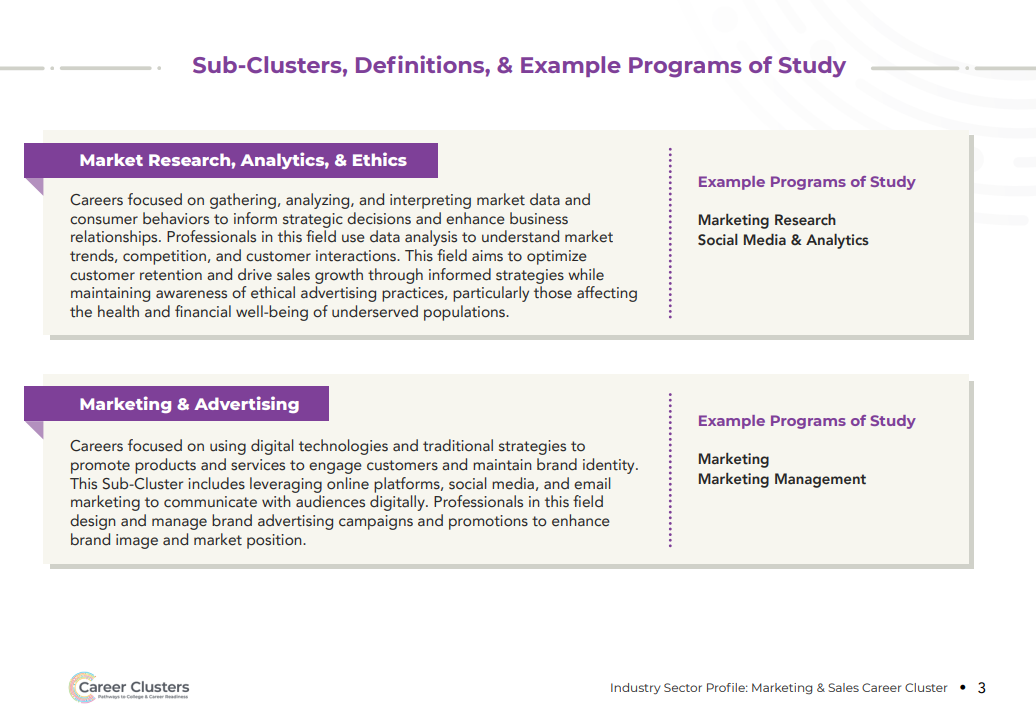 Sub-Clusters, Definitions, & Example Programs of Study
Market Research, Analytics, & Ethics
Careers focused on gathering, analyzing, and interpreting market data and
consumer behaviors to inform strategic decisions and enhance business
relationships. Professionals in this field use data analysis to understand market
trends, competition, and customer interactions. This field aims to optimize
customer retention and drive sales growth through informed strategies while
maintaining awareness of ethical advertising practices, particularly those affecting
the health and financial well-being of underserved populations.
Example Programs of Study
Marketing Research
Social Media & Analytics
Marketing & Advertising
Careers focused on using digital technologies and traditional strategies to
promote products and services to engage customers and maintain brand identity.
This Sub-Cluster includes leveraging online platforms, social media, and email
marketing to communicate with audiences digitally. Professionals in this field
design and manage brand advertising campaigns and promotions to enhance
brand image and market position.
Example Programs of Study
Marketing
Marketing Management
Career Clusters
Pathways to College & Career Readiness
Industry Sector Profile: Marketing & Sales Career Cluster • 3